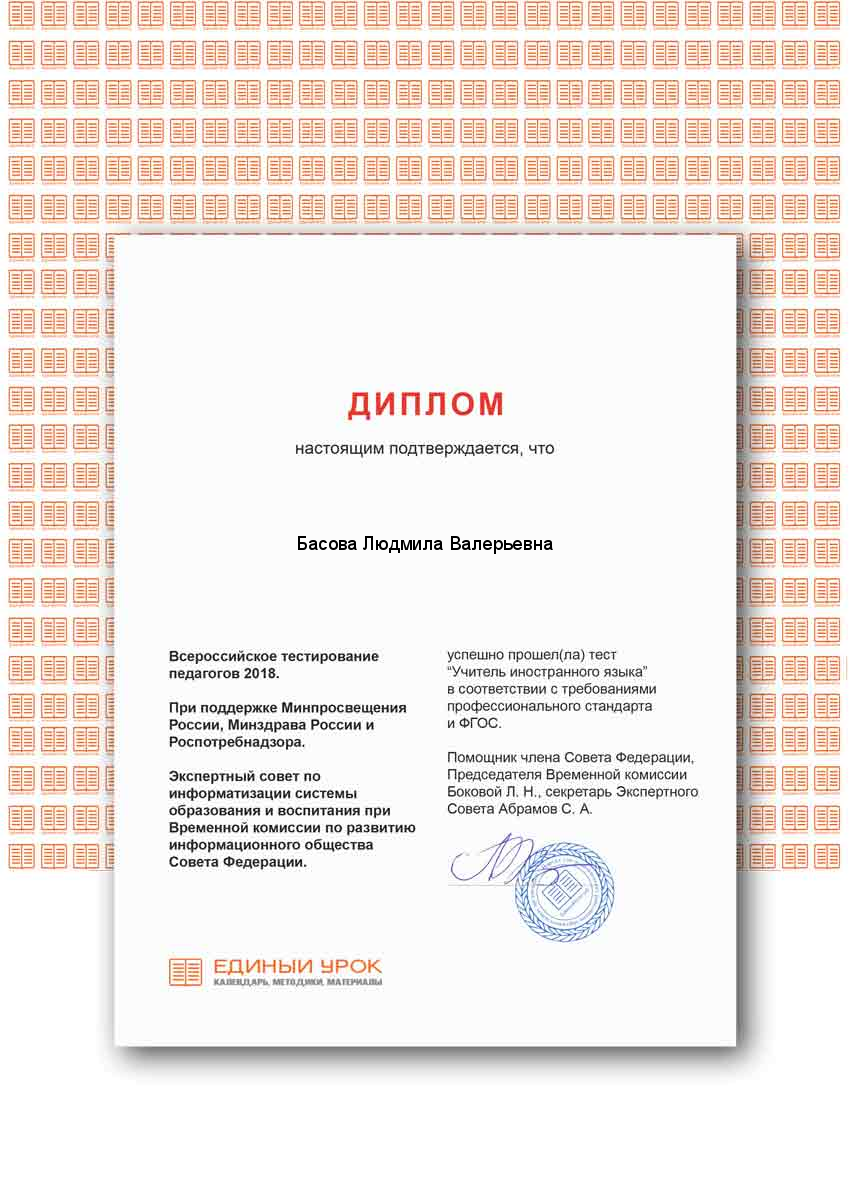 ДИПЛОМ
настоящим подтверждается, что
Басова Людмила Валерьевна
Всероссийское тестирование
педагогов 2018.
При поддержке Минпросвещения
России, Минздрава России и
Роспотребнадзора.
Экспертный совет по
информатизации системы
образования и воспитания при
Временной комиссии по развитию
информационного общества
Совета Федерации.
успешно прошел(ла) тест
“Учитель иностранного языка”
в соответствии с требованиями
профессионального стандарта
и ФГОС.
Помощник члена Совета Федерации,
Председателя Временной комиссии
Боковой Л. Н., секретарь Экспертного
Совета Абрамов С. А.
ЕДИНЫЙ УРОК
КАЛЕНДАРЬ, МЕТОДИКИ, МАТЕРИАЛЫ